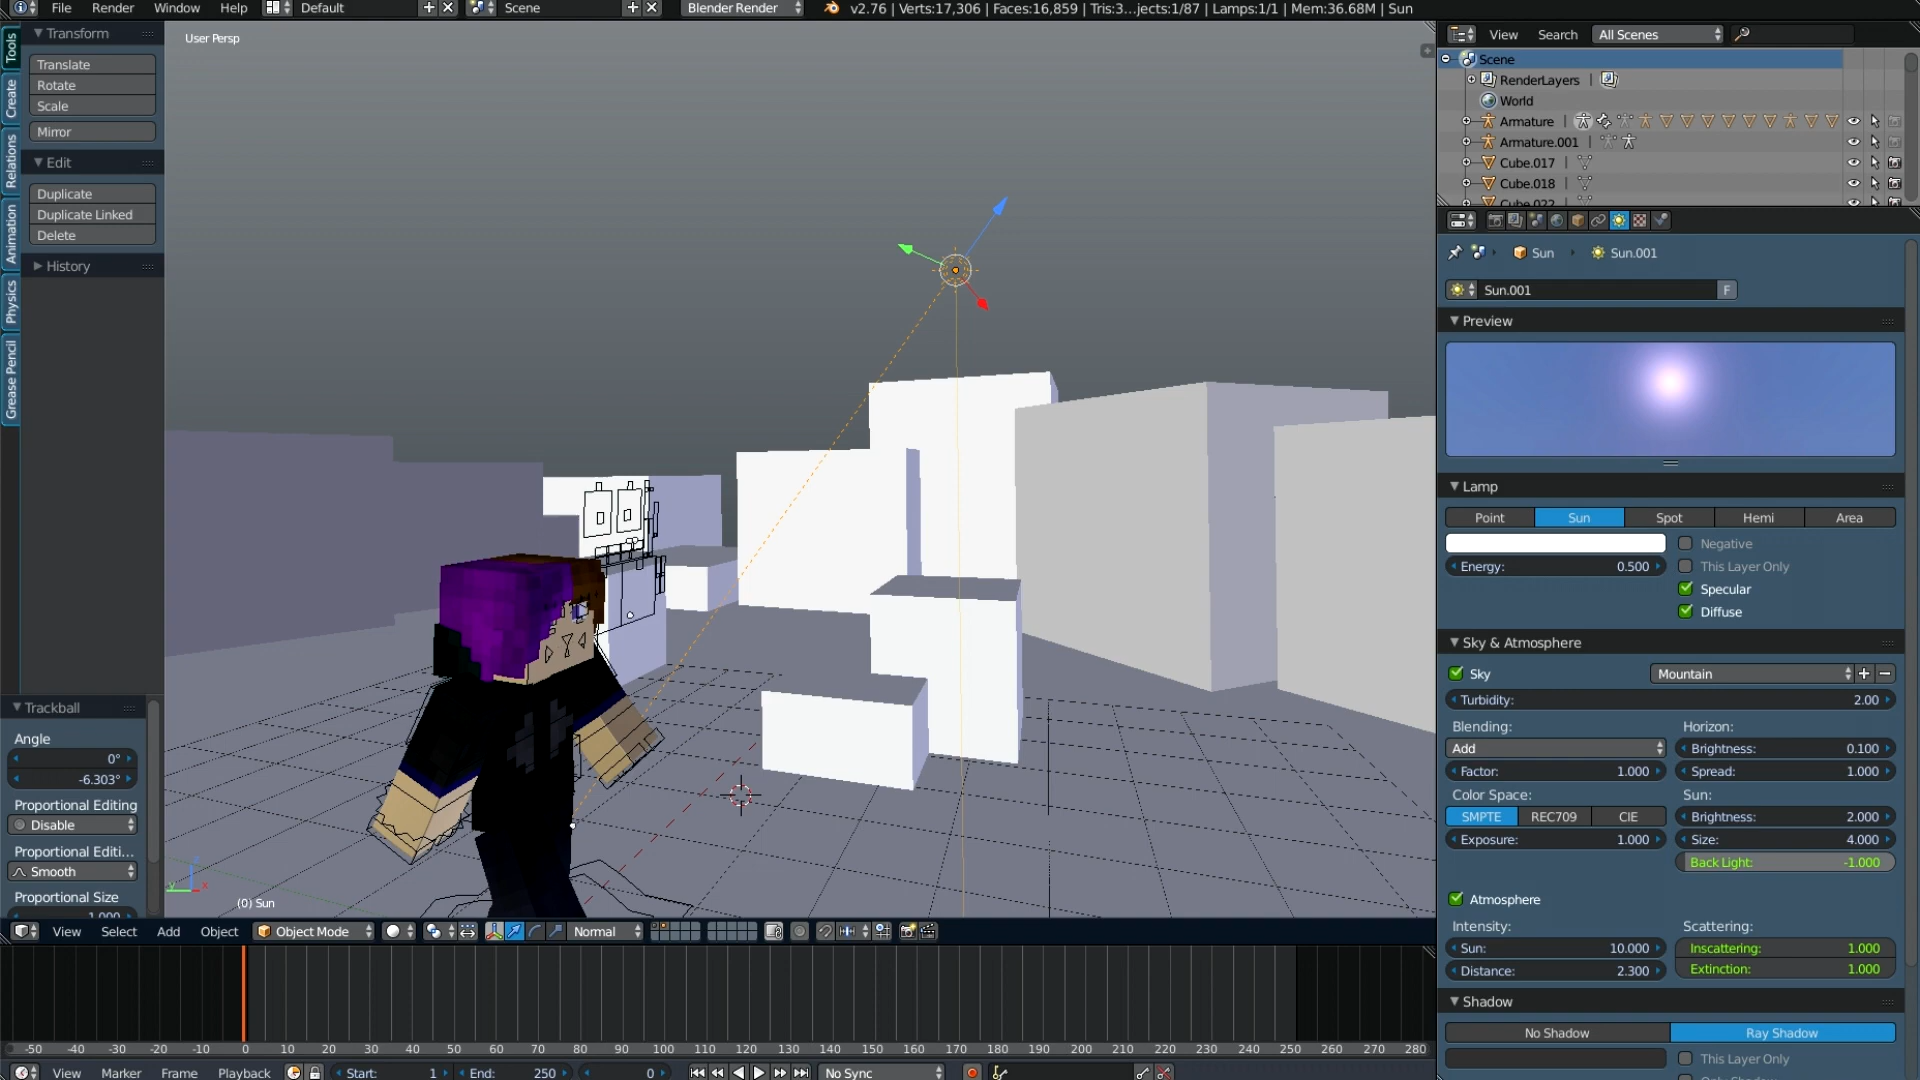 File Render Window Help Default Scene Blender Render v2.76 | Verts:17,306 | Faces:16,859 | Tris:3...jects:1/87 | Lamps:1/1 | Mem:36.68M | Sun
Tools
Create
Relations
Animation
Physics
Grease Pencil
Transform
Translate
Rotate
Scale
Mirror
Edit
Duplicate
Duplicate Linked
Delete
History
Trackball
Angle
0°
-6.303°
Proportional Editing
Disable
Proportional Editi...
Smooth
Proportional Size
1.000
User Persp
(0) Sun
View Select Add Object Object Mode Normal
-50 -40 -30 -20 -10 0 10 20 30 40 50 60 70 80 90 100 110 120 130 140 150 160 170 180 190 200 210 220 230 240 250 260 270 280
View Marker Frame Playback Start: 1 End: 250 0 No Sync
View Search All Scenes
Scene
RenderLayers |
World
Armature |
Armature.001 |
Cube.017 |
Cube.018 |
Cube.022
Sun Sun.001
Sun.001 F
Preview
Lamp
Point Sun Spot Hemi Area
Negative
Energy: 0.500 This Layer Only
Specular
Diffuse
Sky & Atmosphere
Sky Mountain
Turbidity: 2.00
Blending: Horizon:
Add Brightness: 0.100
Factor: 1.000 Spread: 1.000
Color Space: Sun:
SMPTE REC709 CIE Brightness: 2.000
Exposure: 1.000 Size: 4.000
Back Light: -1.000
Atmosphere
Intensity: Scattering:
Sun: 10.000 Inscattering: 1.000
Distance: 2.300 Extinction: 1.000
Shadow
No Shadow Ray Shadow
This Layer Only